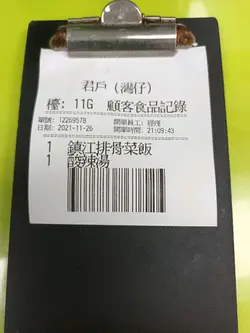 君戶（灣仔）
檯: 11G 顧客食品記錄
單號: 12269578 開單員工: 經理
日期: 2021-11-26 開單時間: 21:09:43
1 鎮江排骨菜飯
1 酸辣湯